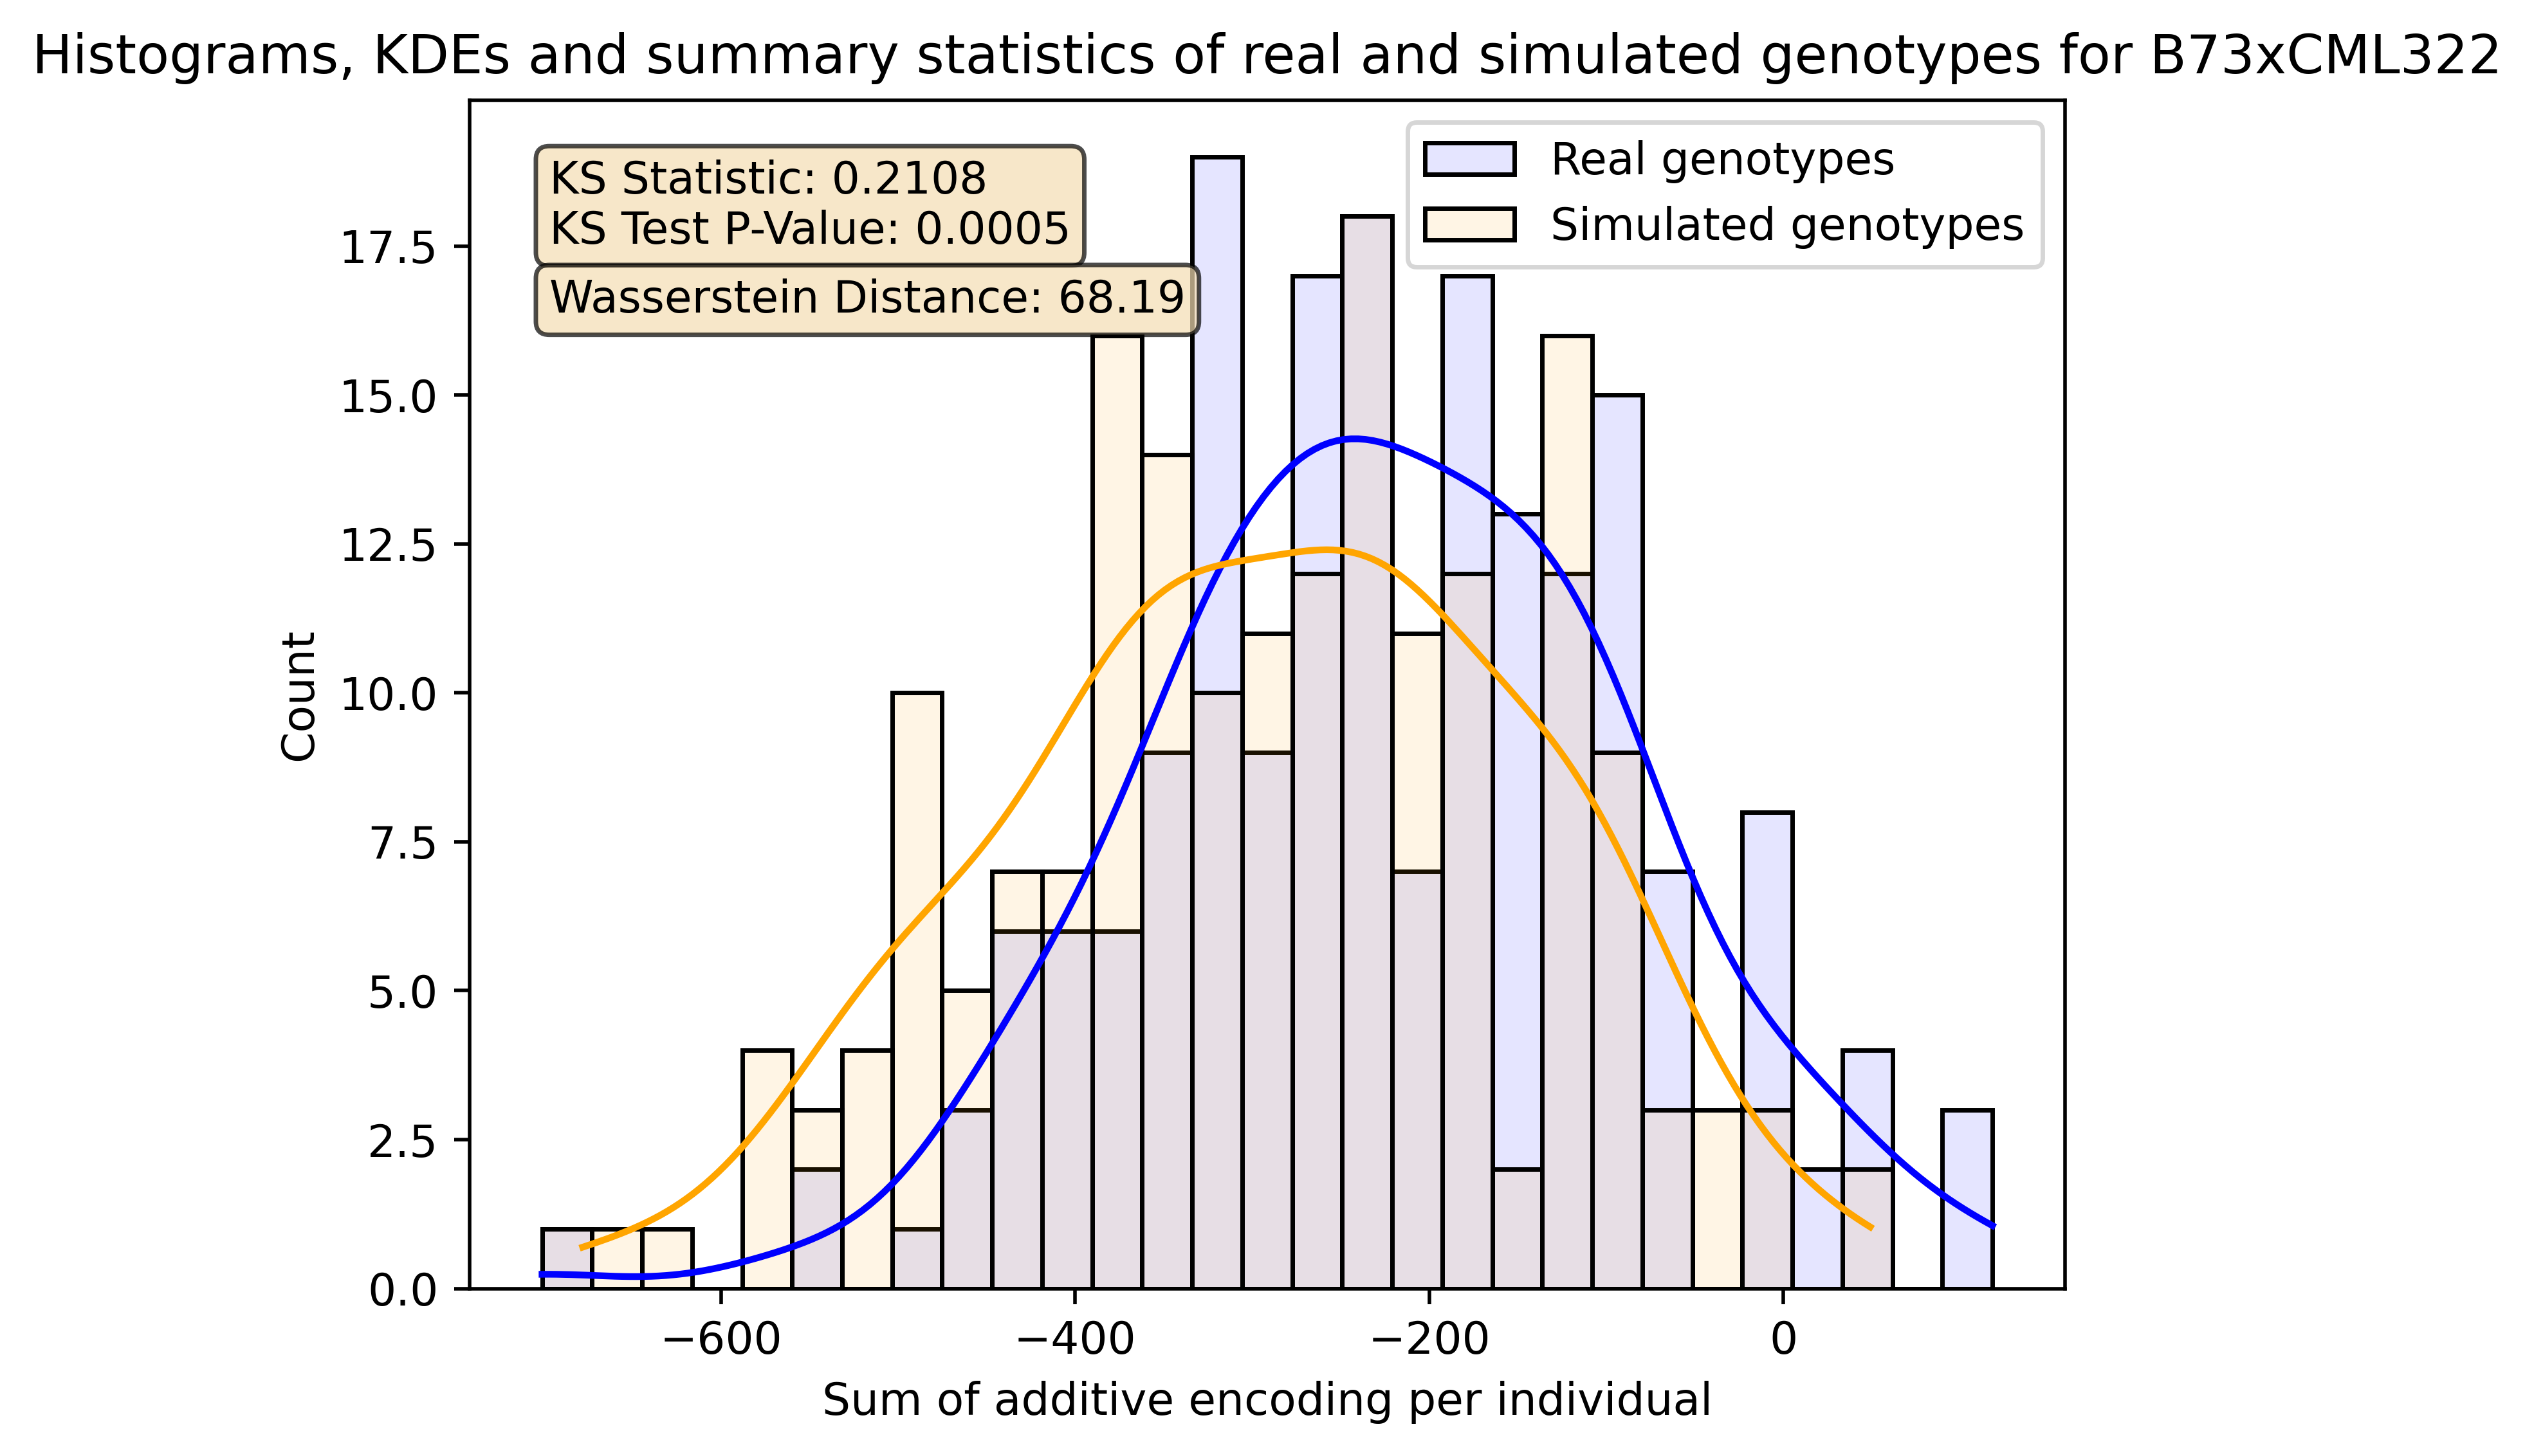 Histograms, KDEs and summary statistics of real and simulated genotypes for B73xCML322
KS Statistic: 0.2108
KS Test P-Value: 0.0005
Wasserstein Distance: 68.19
Real genotypes
Simulated genotypes
Count
17.5
15.0
12.5
10.0
7.5
5.0
2.5
0.0
−600
−400
−200
0
Sum of additive encoding per individual